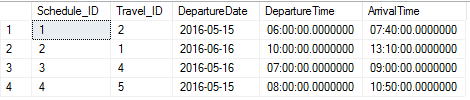 Schedule_ID Travel_ID DepartureDate DepartureTime ArrivalTime
1 1 2 2016-05-15 06:00:00.0000000 07:40:00.0000000
2 2 1 2016-06-16 10:00:00.0000000 13:10:00.0000000
3 3 4 2016-05-16 07:00:00.0000000 09:00:00.0000000
4 4 5 2016-05-15 08:00:00.0000000 10:50:00.0000000